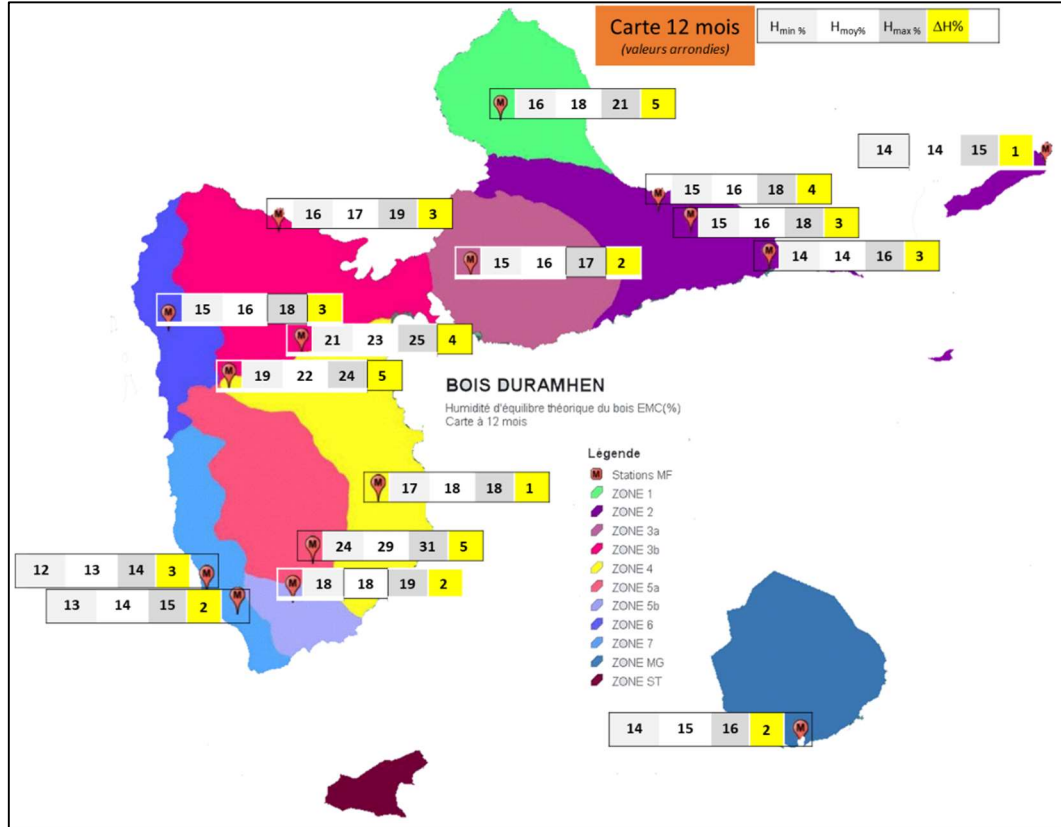 Carte 12 mois
(valeurs arrondies)
Hmin % Hmoy% Hmax % ΔH%
M 16 18 21 5
14 14 15 1 M
M 15 16 18 4
M 16 17 19 3
M 15 16 18 3
M 14 14 16 3
M 15 16 17 2
M 15 16 18 3
M 21 23 25 4
M 19 22 24 5
BOIS DURAMHEN
Humidité d'équilibre théorique du bois EMC(%)
Carte à 12 mois
Légende
M Stations MF
ZONE 1
ZONE 2
ZONE 3a
ZONE 3b
ZONE 4
ZONE 5a
ZONE 5b
ZONE 6
ZONE 7
ZONE MG
ZONE ST
M 17 18 18 1
M 24 29 31 5
12 13 14 3 M
M 18 18 19 2
13 14 15 2 M
14 15 16 2 M